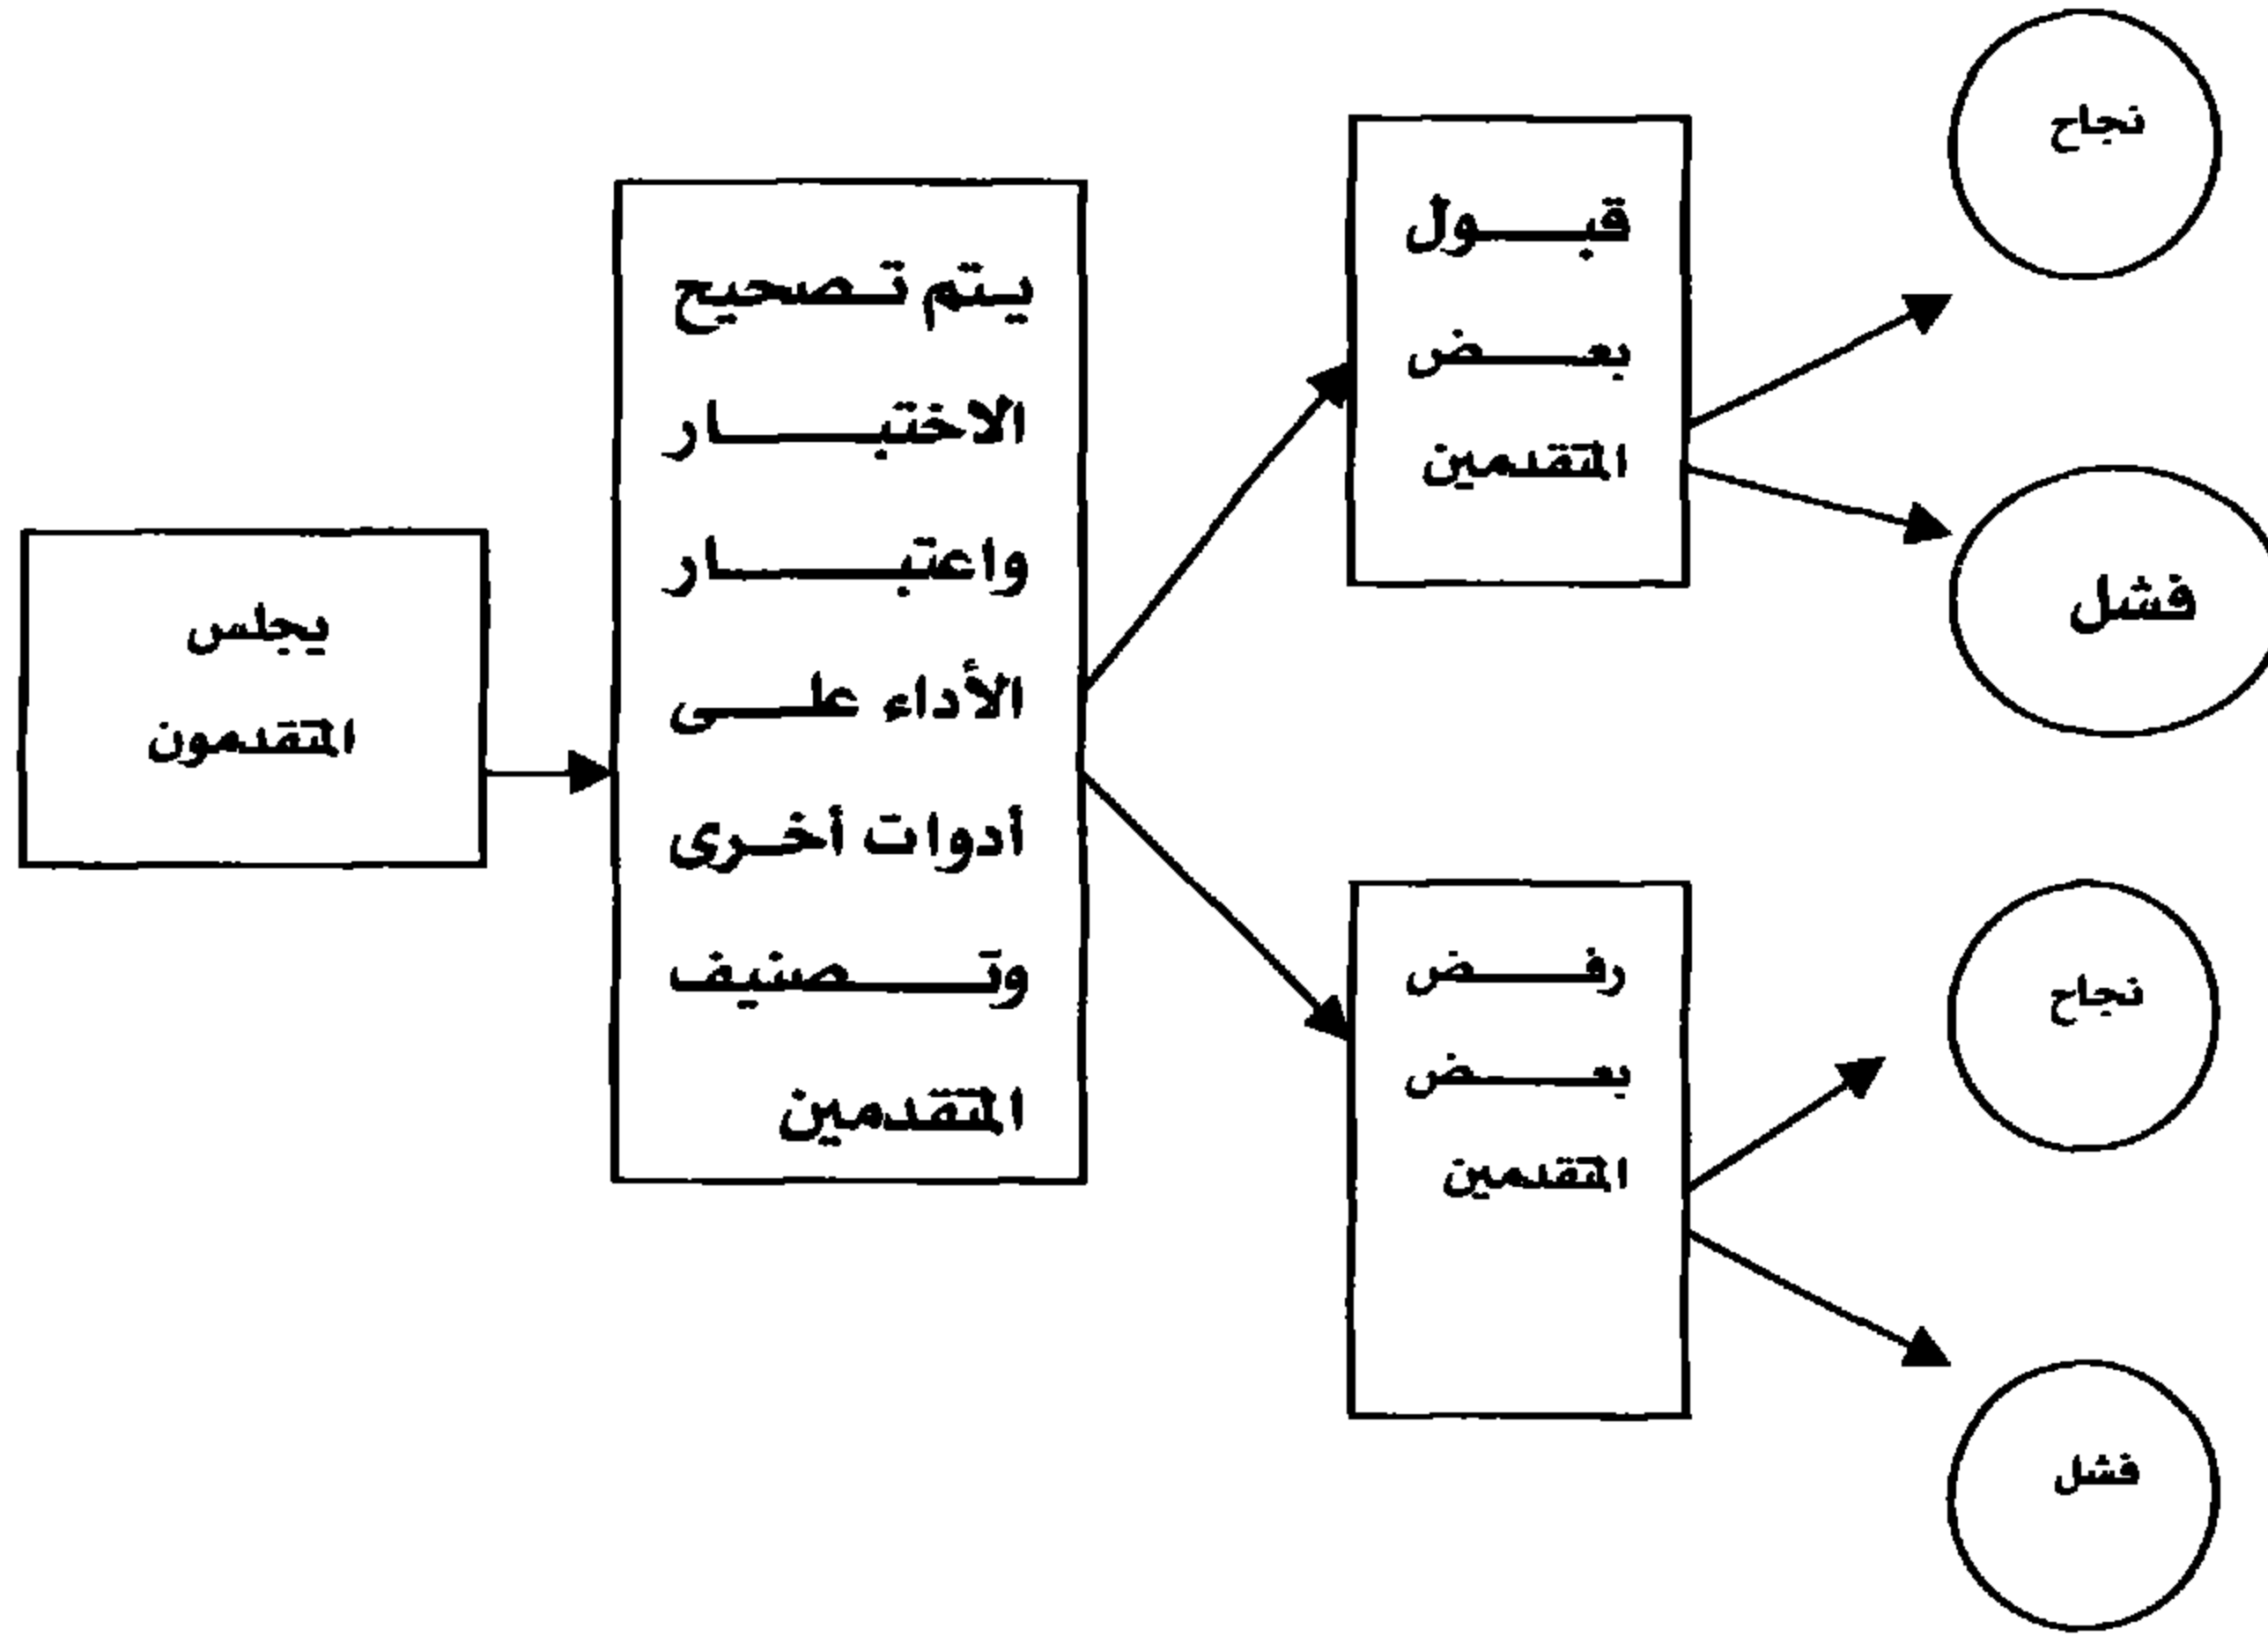 يجلس
المتقدمون
يتم تصحيح
الاختبار
واعتبار
الأداء على
أدوات أخرى
وتصنيف
المتقدمين
قبول
بعض
المتقدمين
رفض
بعض
المتقدمين
نجاح
فشل
نجاح
فشل